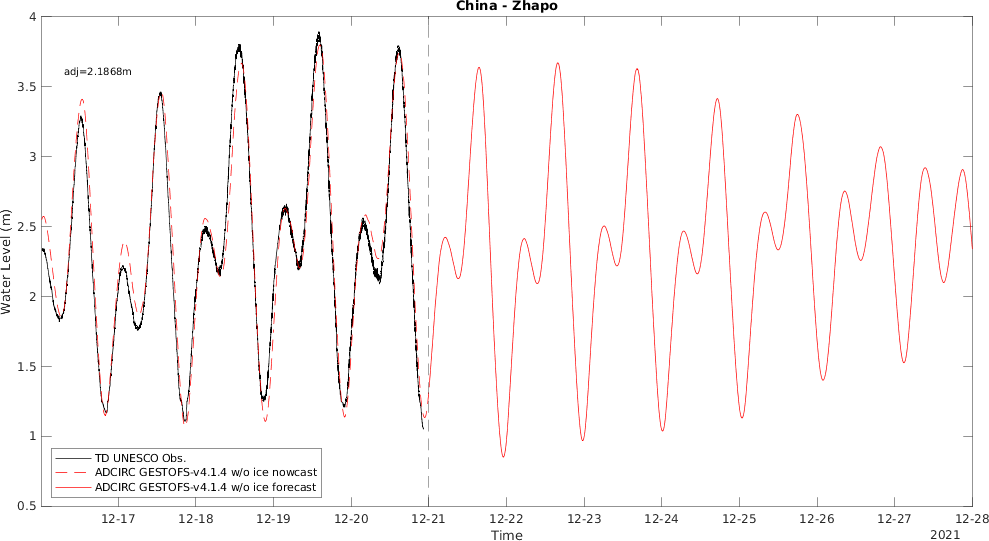 China - Zhapo
4
adj=2.1868m
3.5
3
2.5
Water Level (m)
2
1.5
1
TD UNESCO Obs.
ADCIRC GESTOFS-v4.1.4 w/o ice nowcast
ADCIRC GESTOFS-v4.1.4 w/o ice forecast
0.5
12-17 12-18 12-19 12-20 12-21 12-22 12-23 12-24 12-25 12-26 12-27 12-28
Time
2021